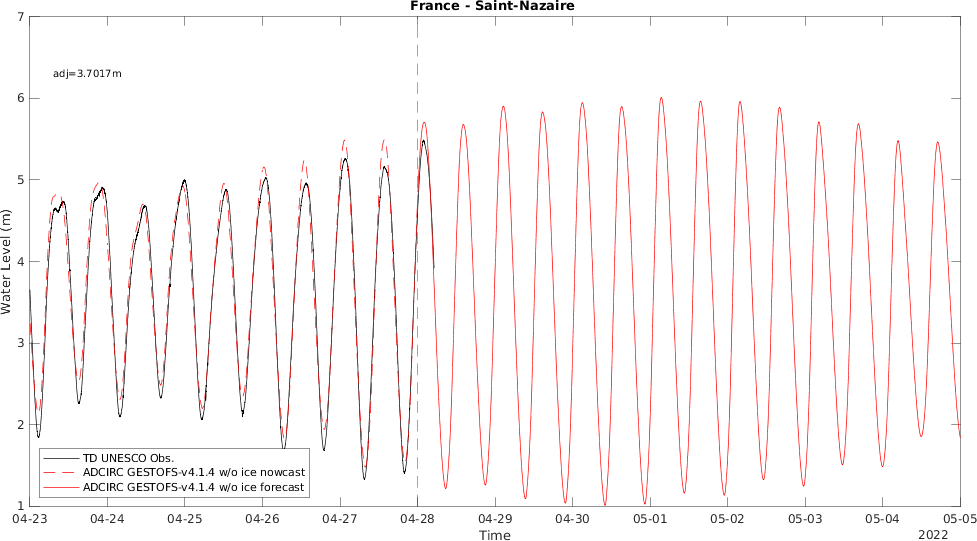 France - Saint-Nazaire
adj=3.7017m
Water Level (m)
7
6
5
4
3
2
1
TD UNESCO Obs.
ADCIRC GESTOFS-v4.1.4 w/o ice nowcast
ADCIRC GESTOFS-v4.1.4 w/o ice forecast
04-23 04-24 04-25 04-26 04-27 04-28 04-29 04-30 05-01 05-02 05-03 05-04 05-05
Time
2022